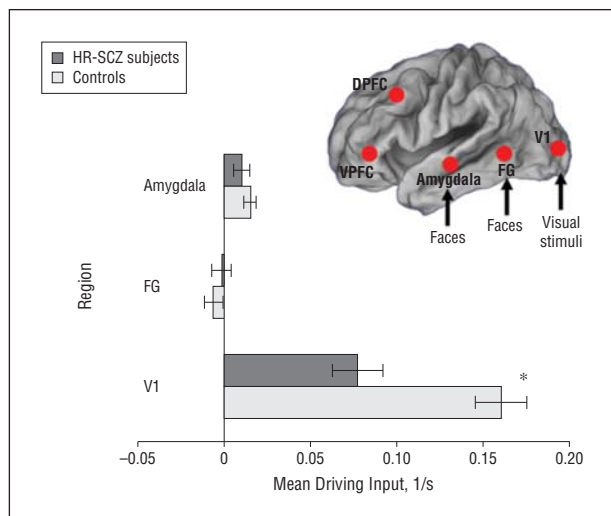 HR-SCZ subjects
Controls
DPFC
VPFC
Amygdala
FG
V1
Faces
Faces
Visual
stimuli
Region
Amygdala
FG
V1
*
–0.05
0
0.05
0.10
0.15
0.20
Mean Driving Input, 1/s